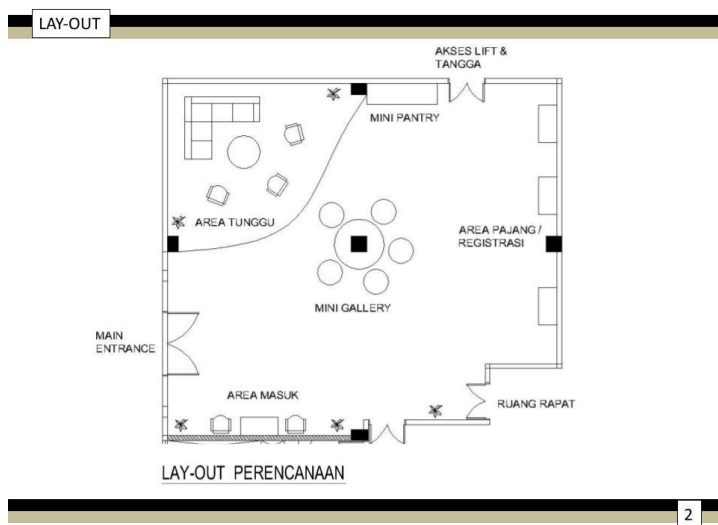 LAY-OUT
AKSES LIFT &
TANGGA
MINI PANTRY
AREA TUNGGU
AREA PAJANG /
REGISTRASI
MINI GALLERY
MAIN
ENTRANCE
AREA MASUK
RUANG RAPAT
LAY-OUT PERENCANAAN
2